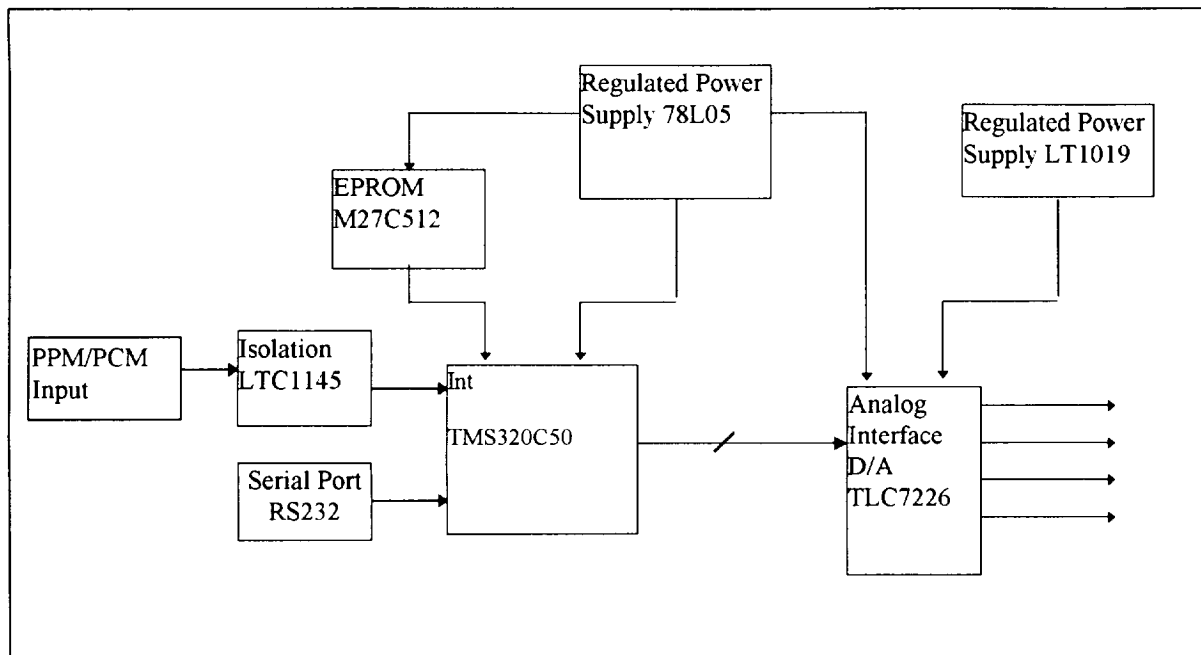 Regulated Power
Supply 78L05
Regulated Power
Supply LT1019
EPROM
M27C512
PPM/PCM
Input
Isolation
LTC1145
Int
TMS320C50
Serial Port
RS232
Analog
Interface
D/A
TLC7226